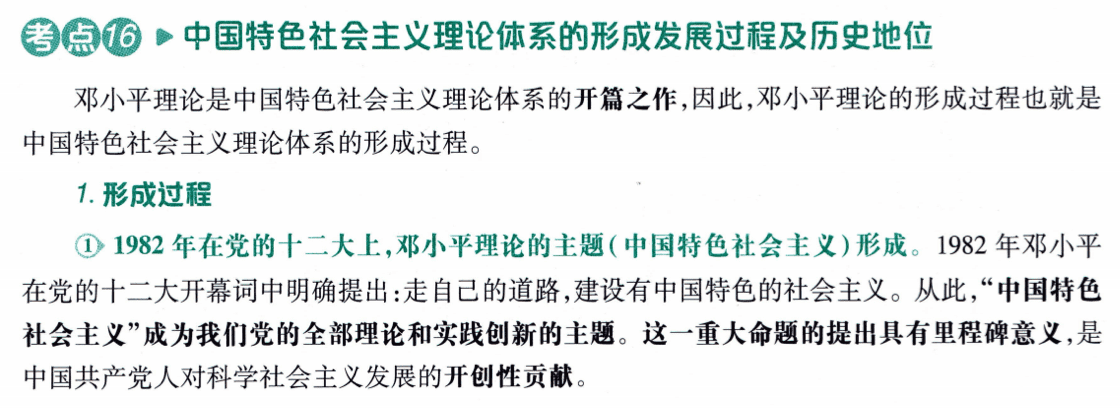 考点16 ▶ 中国特色社会主义理论体系的形成发展过程及历史地位
邓小平理论是中国特色社会主义理论体系的开篇之作,因此,邓小平理论的形成过程也就是
中国特色社会主义理论体系的形成过程。
1. 形成过程
① 1982 年在党的十二大上,邓小平理论的主题(中国特色社会主义)形成。1982 年邓小平
在党的十二大开幕词中明确提出:走自己的道路,建设有中国特色的社会主义。从此,“中国特色
社会主义”成为我们党的全部理论和实践创新的主题。这一重大命题的提出具有里程碑意义,是
中国共产党人对科学社会主义发展的开创性贡献。